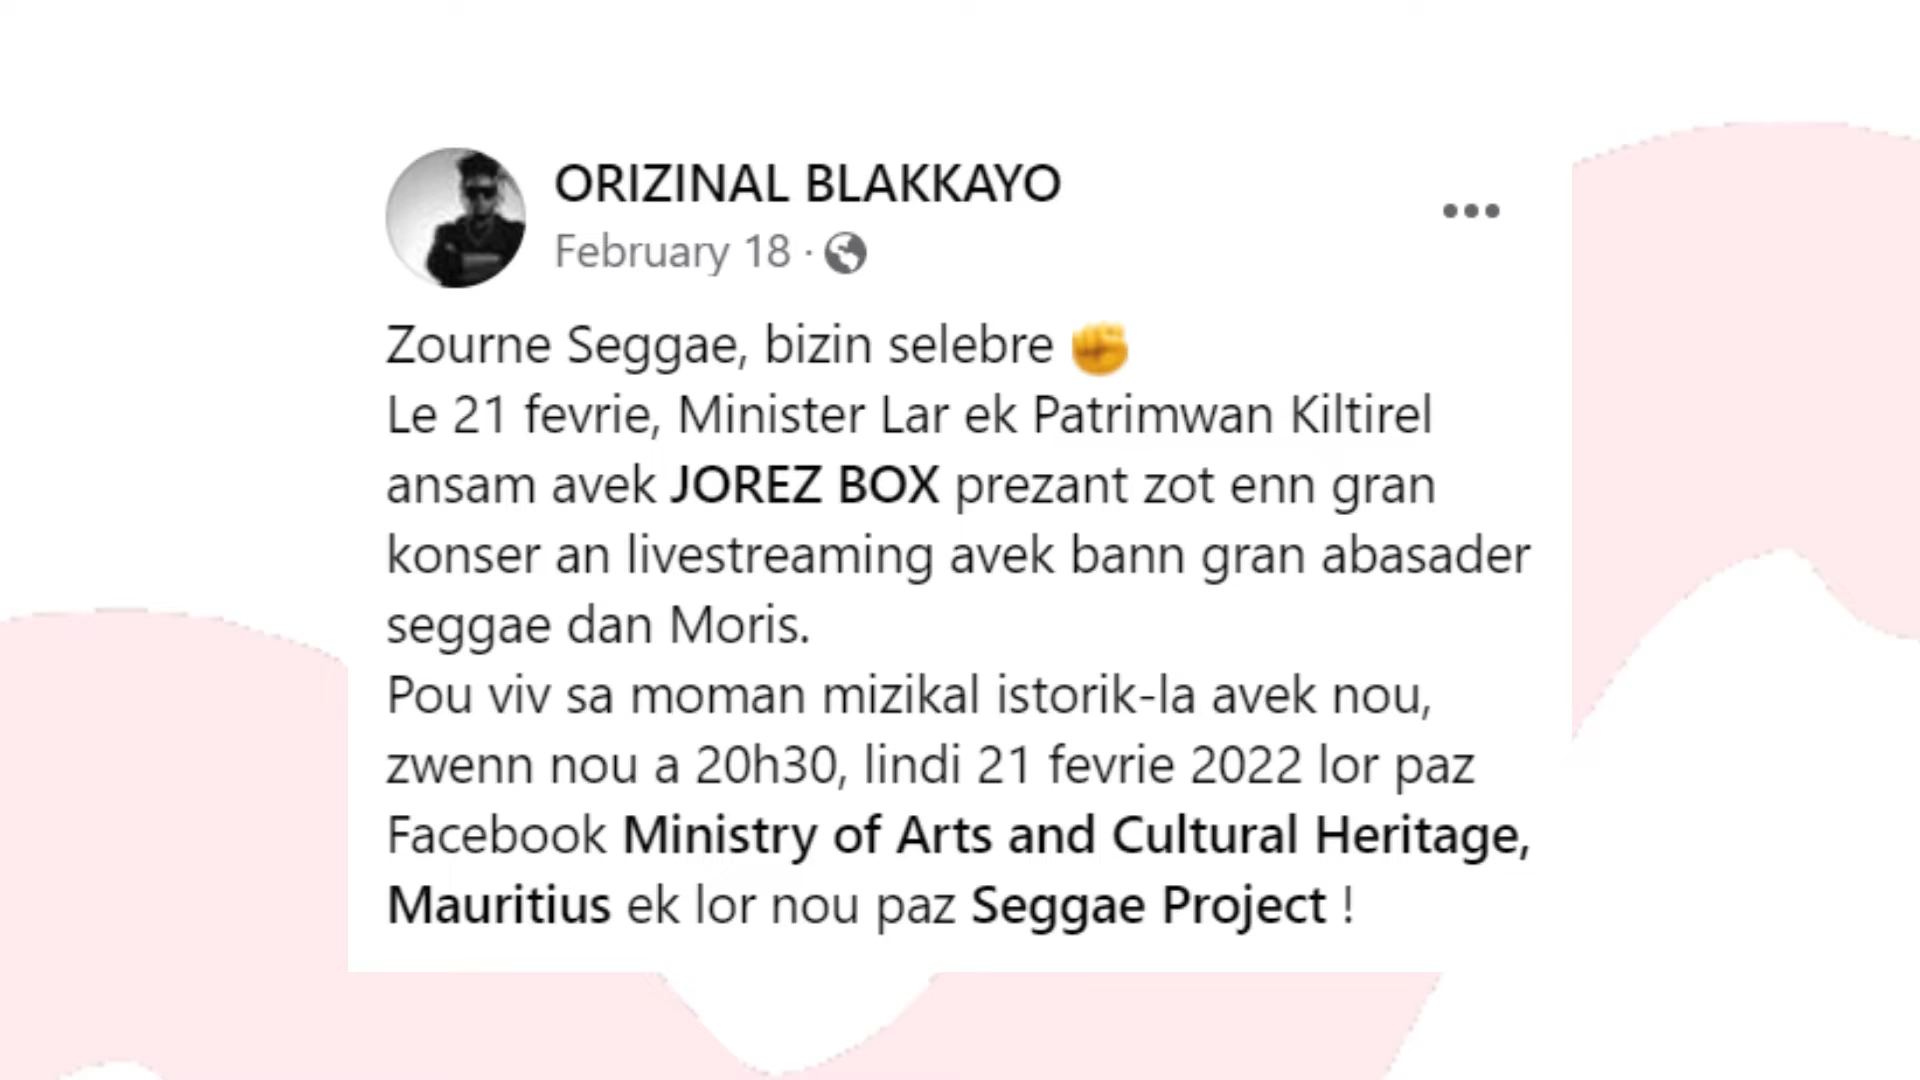 ORIZINAL BLAKKAYO
February 18 ·
Zourne Seggae, bizin selebre ✊
Le 21 fevrie, Minister Lar ek Patrimwan Kiltirel
ansam avek JOREZ BOX prezant zot enn gran
konser an livestreaming avek bann gran abasader
seggae dan Moris.
Pou viv sa moman mizikal istorik-la avek nou,
zwenn nou a 20h30, lindi 21 fevrie 2022 lor paz
Facebook Ministry of Arts and Cultural Heritage,
Mauritius ek lor nou paz Seggae Project !